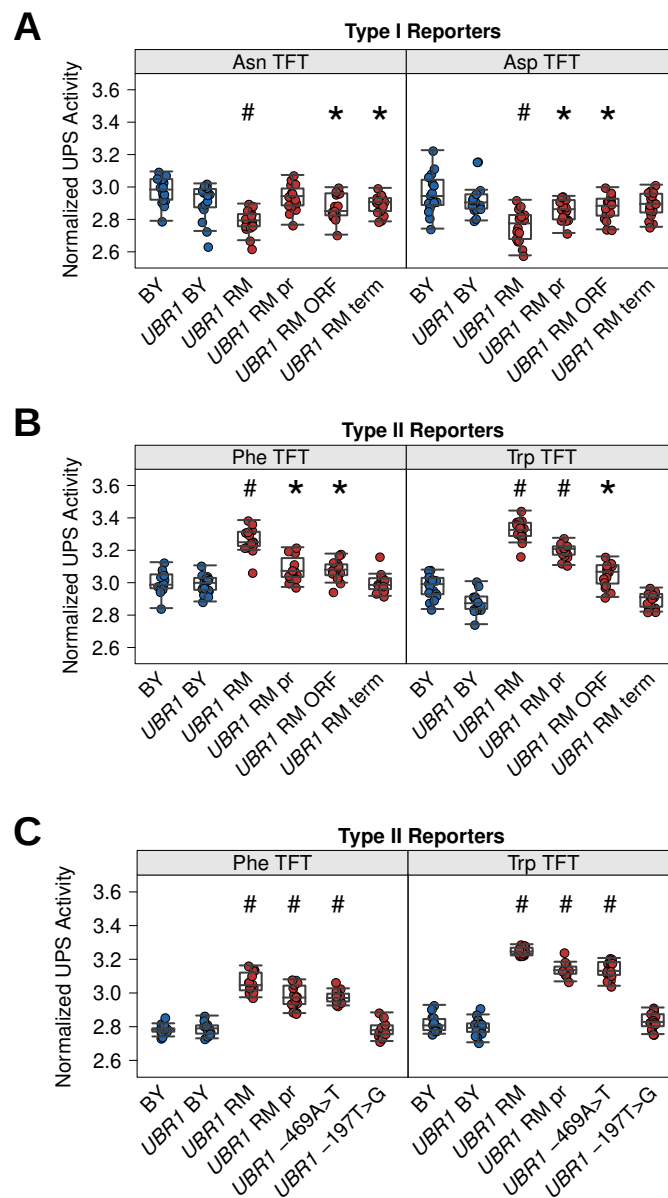 A
Type I Reporters
Asn TFT Asp TFT
Normalized UPS Activity
3.6
3.4
3.2
3.0
2.8
2.6
# * * # * *
BY UBR1 BY UBR1 RM UBR1 RM pr UBR1 RM ORF UBR1 RM term BY UBR1 BY UBR1 RM UBR1 RM pr UBR1 RM ORF UBR1 RM term
B
Type II Reporters
Phe TFT Trp TFT
Normalized UPS Activity
3.6
3.4
3.2
3.0
2.8
2.6
# * * # # *
BY UBR1 BY UBR1 RM UBR1 RM pr UBR1 RM ORF UBR1 RM term BY UBR1 BY UBR1 RM UBR1 RM pr UBR1 RM ORF UBR1 RM term
C
Type II Reporters
Phe TFT Trp TFT
Normalized UPS Activity
3.6
3.4
3.2
3.0
2.8
2.6
# # # # # #
BY UBR1 BY UBR1 RM UBR1 RM pr UBR1 −469A>T UBR1 −197T>G BY UBR1 BY UBR1 RM UBR1 RM pr UBR1 −469A>T UBR1 −197T>G